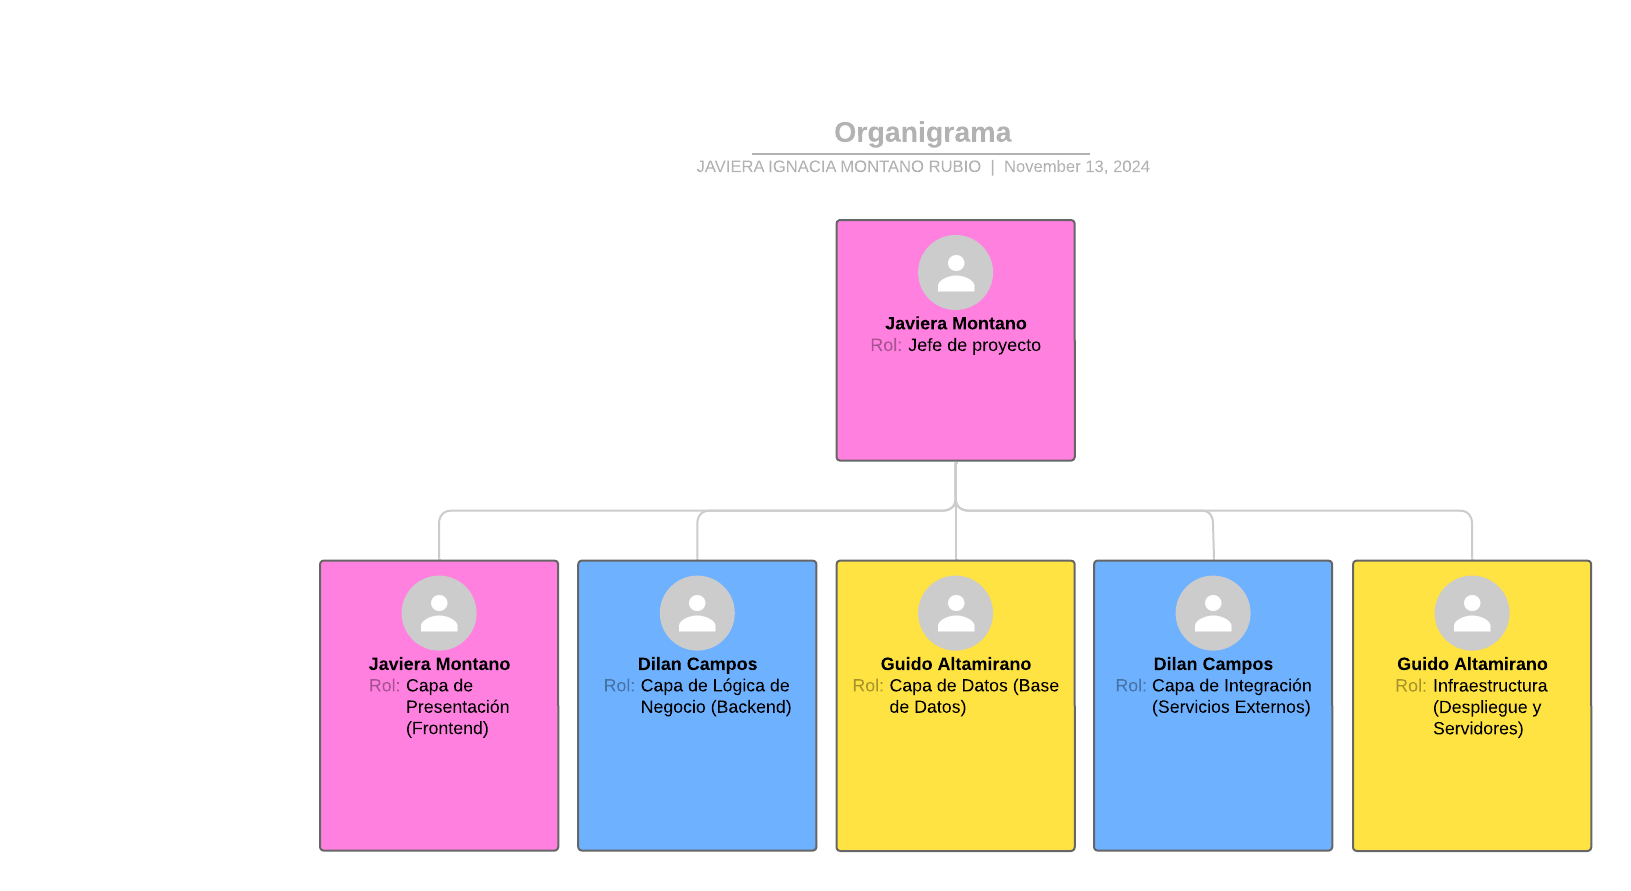 Organigrama
JAVIERA IGNACIA MONTANO RUBIO | November 13, 2024
Javiera Montano
Rol: Jefe de proyecto
Javiera Montano
Rol: Capa de
Presentación
(Frontend)
Dilan Campos
Rol: Capa de Lógica de
Negocio (Backend)
Guido Altamirano
Rol: Capa de Datos (Base
de Datos)
Dilan Campos
Rol: Capa de Integración
(Servicios Externos)
Guido Altamirano
Rol: Infraestructura
(Despliegue y
Servidores)